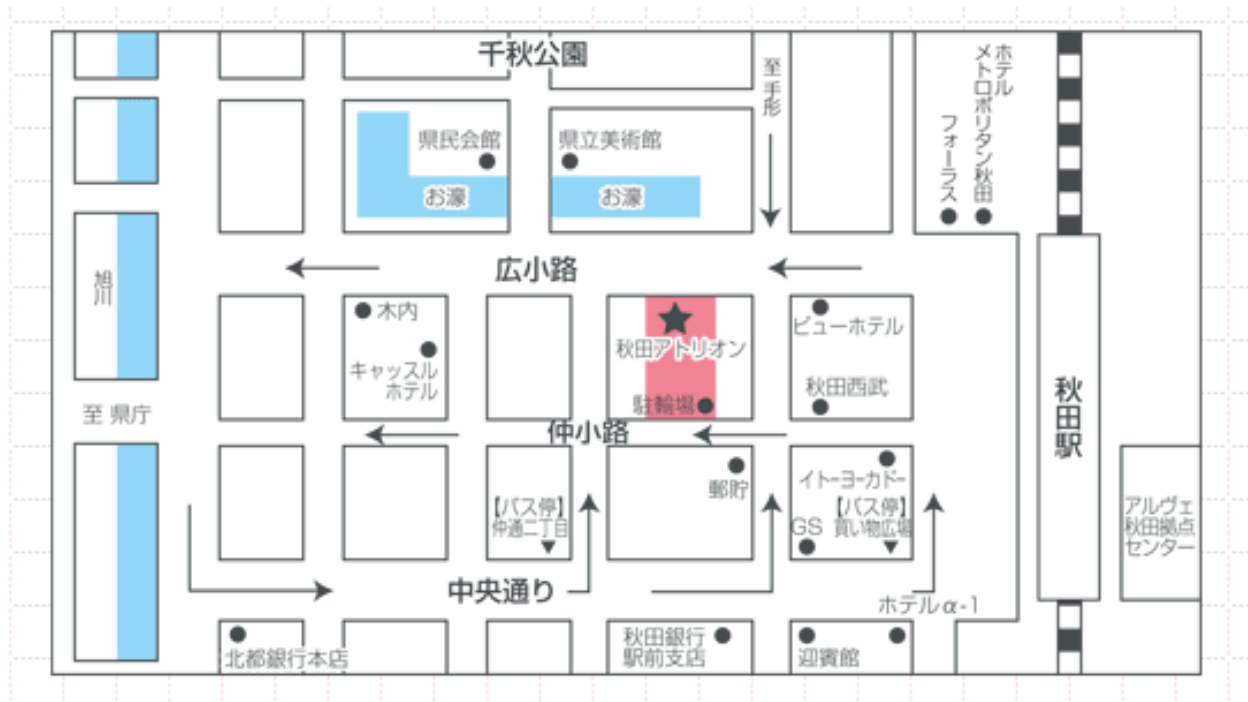 千秋公園
至 手形
ホテル
メトロポリタン秋田
フォーラス
県民会館
県立美術館
お濠
お濠
旭川
広小路
木内
キャッスル
ホテル
秋田アトリオン
駐輪場
ビューホテル
秋田西武
秋田駅
至 県庁
仲小路
郵貯
イトーヨーカドー
【バス停】
仲通二丁目
【バス停】
買い物広場
GS
アルヴェ
秋田拠点
センター
中央通り
ホテルα-1
北都銀行本店
秋田銀行
駅前支店
迎賓館